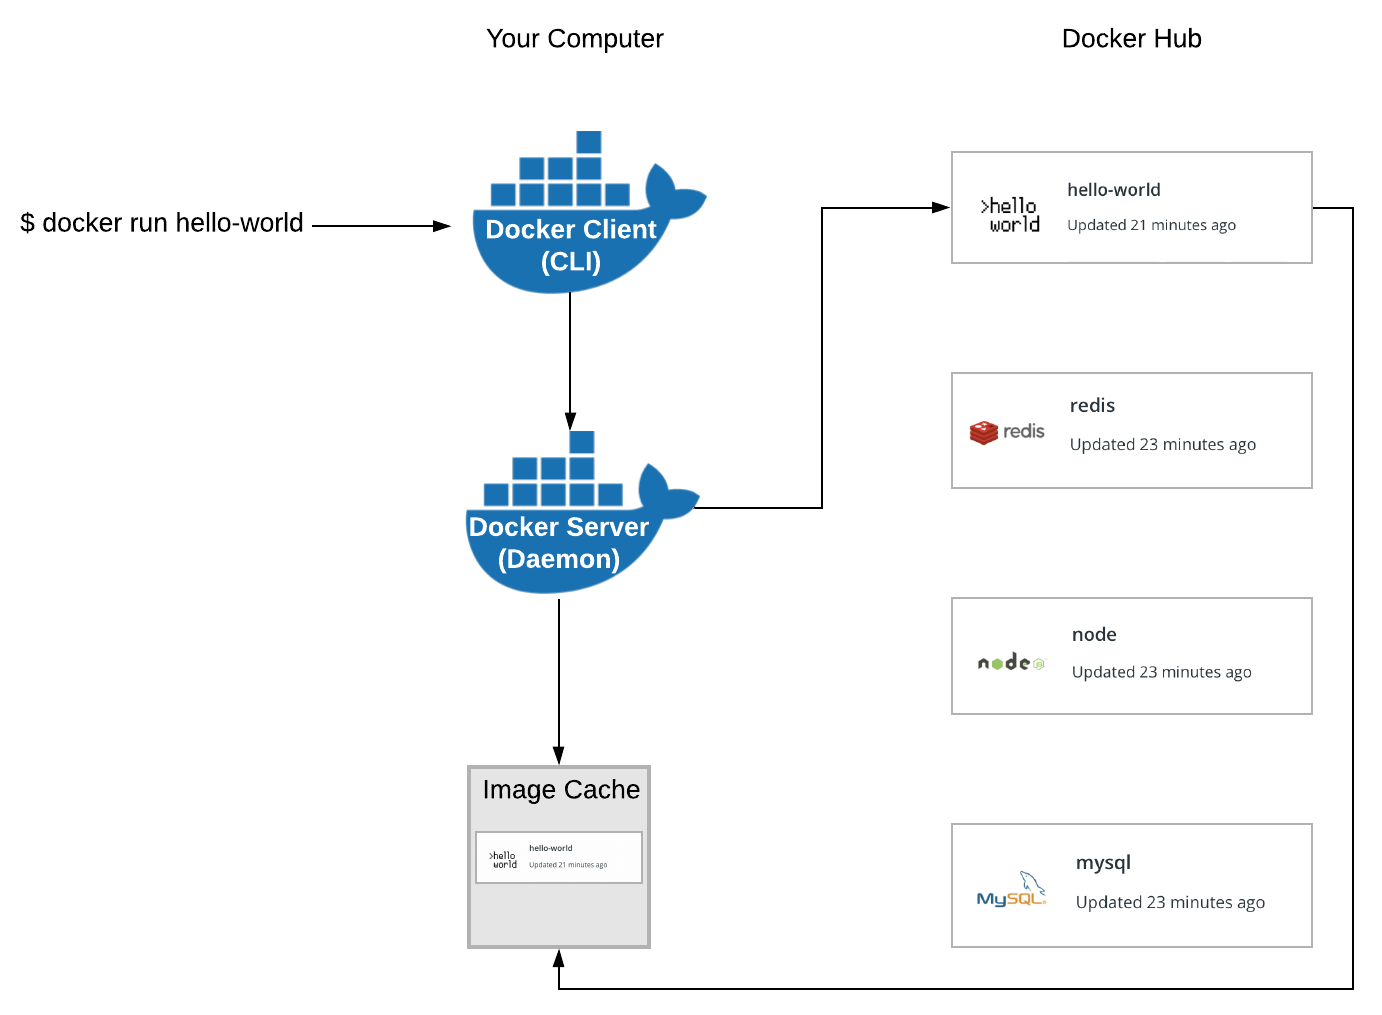 Your Computer
Docker Hub
$ docker run hello-world
Docker Client
(CLI)
>hello
world
hello-world
Updated 21 minutes ago
redis
redis
Updated 23 minutes ago
Docker Server
(Daemon)
node
node
Updated 23 minutes ago
Image Cache
>hello
world
hello-world
Updated 21 minutes ago
MySQL
mysql
Updated 23 minutes ago